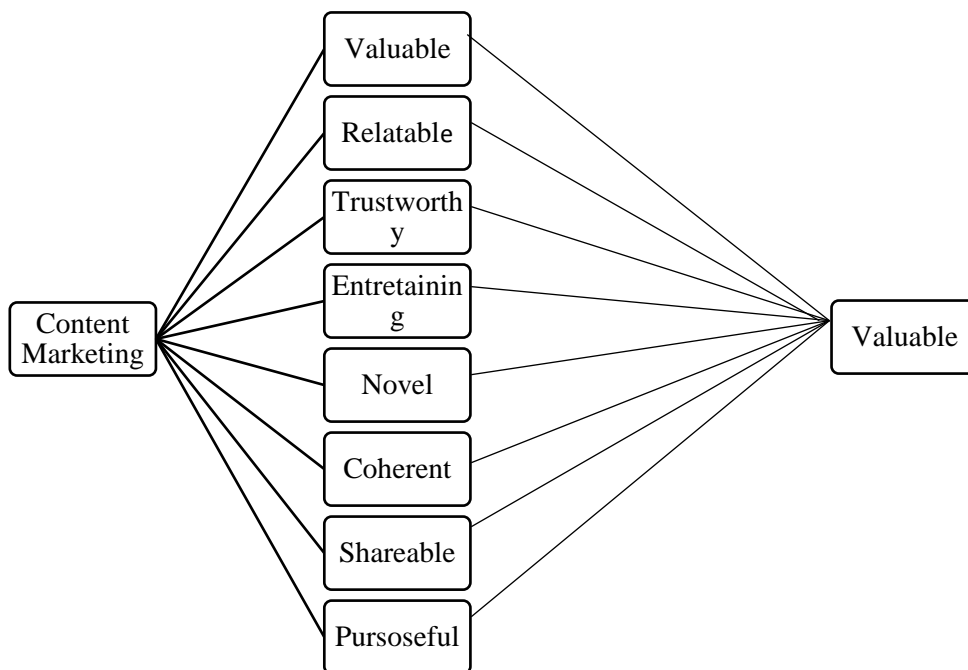 Valuable
Relatable
Trustworth
y
Entretainin
g
Content
Marketing
Valuable
Novel
Coherent
Shareable
Pursoseful